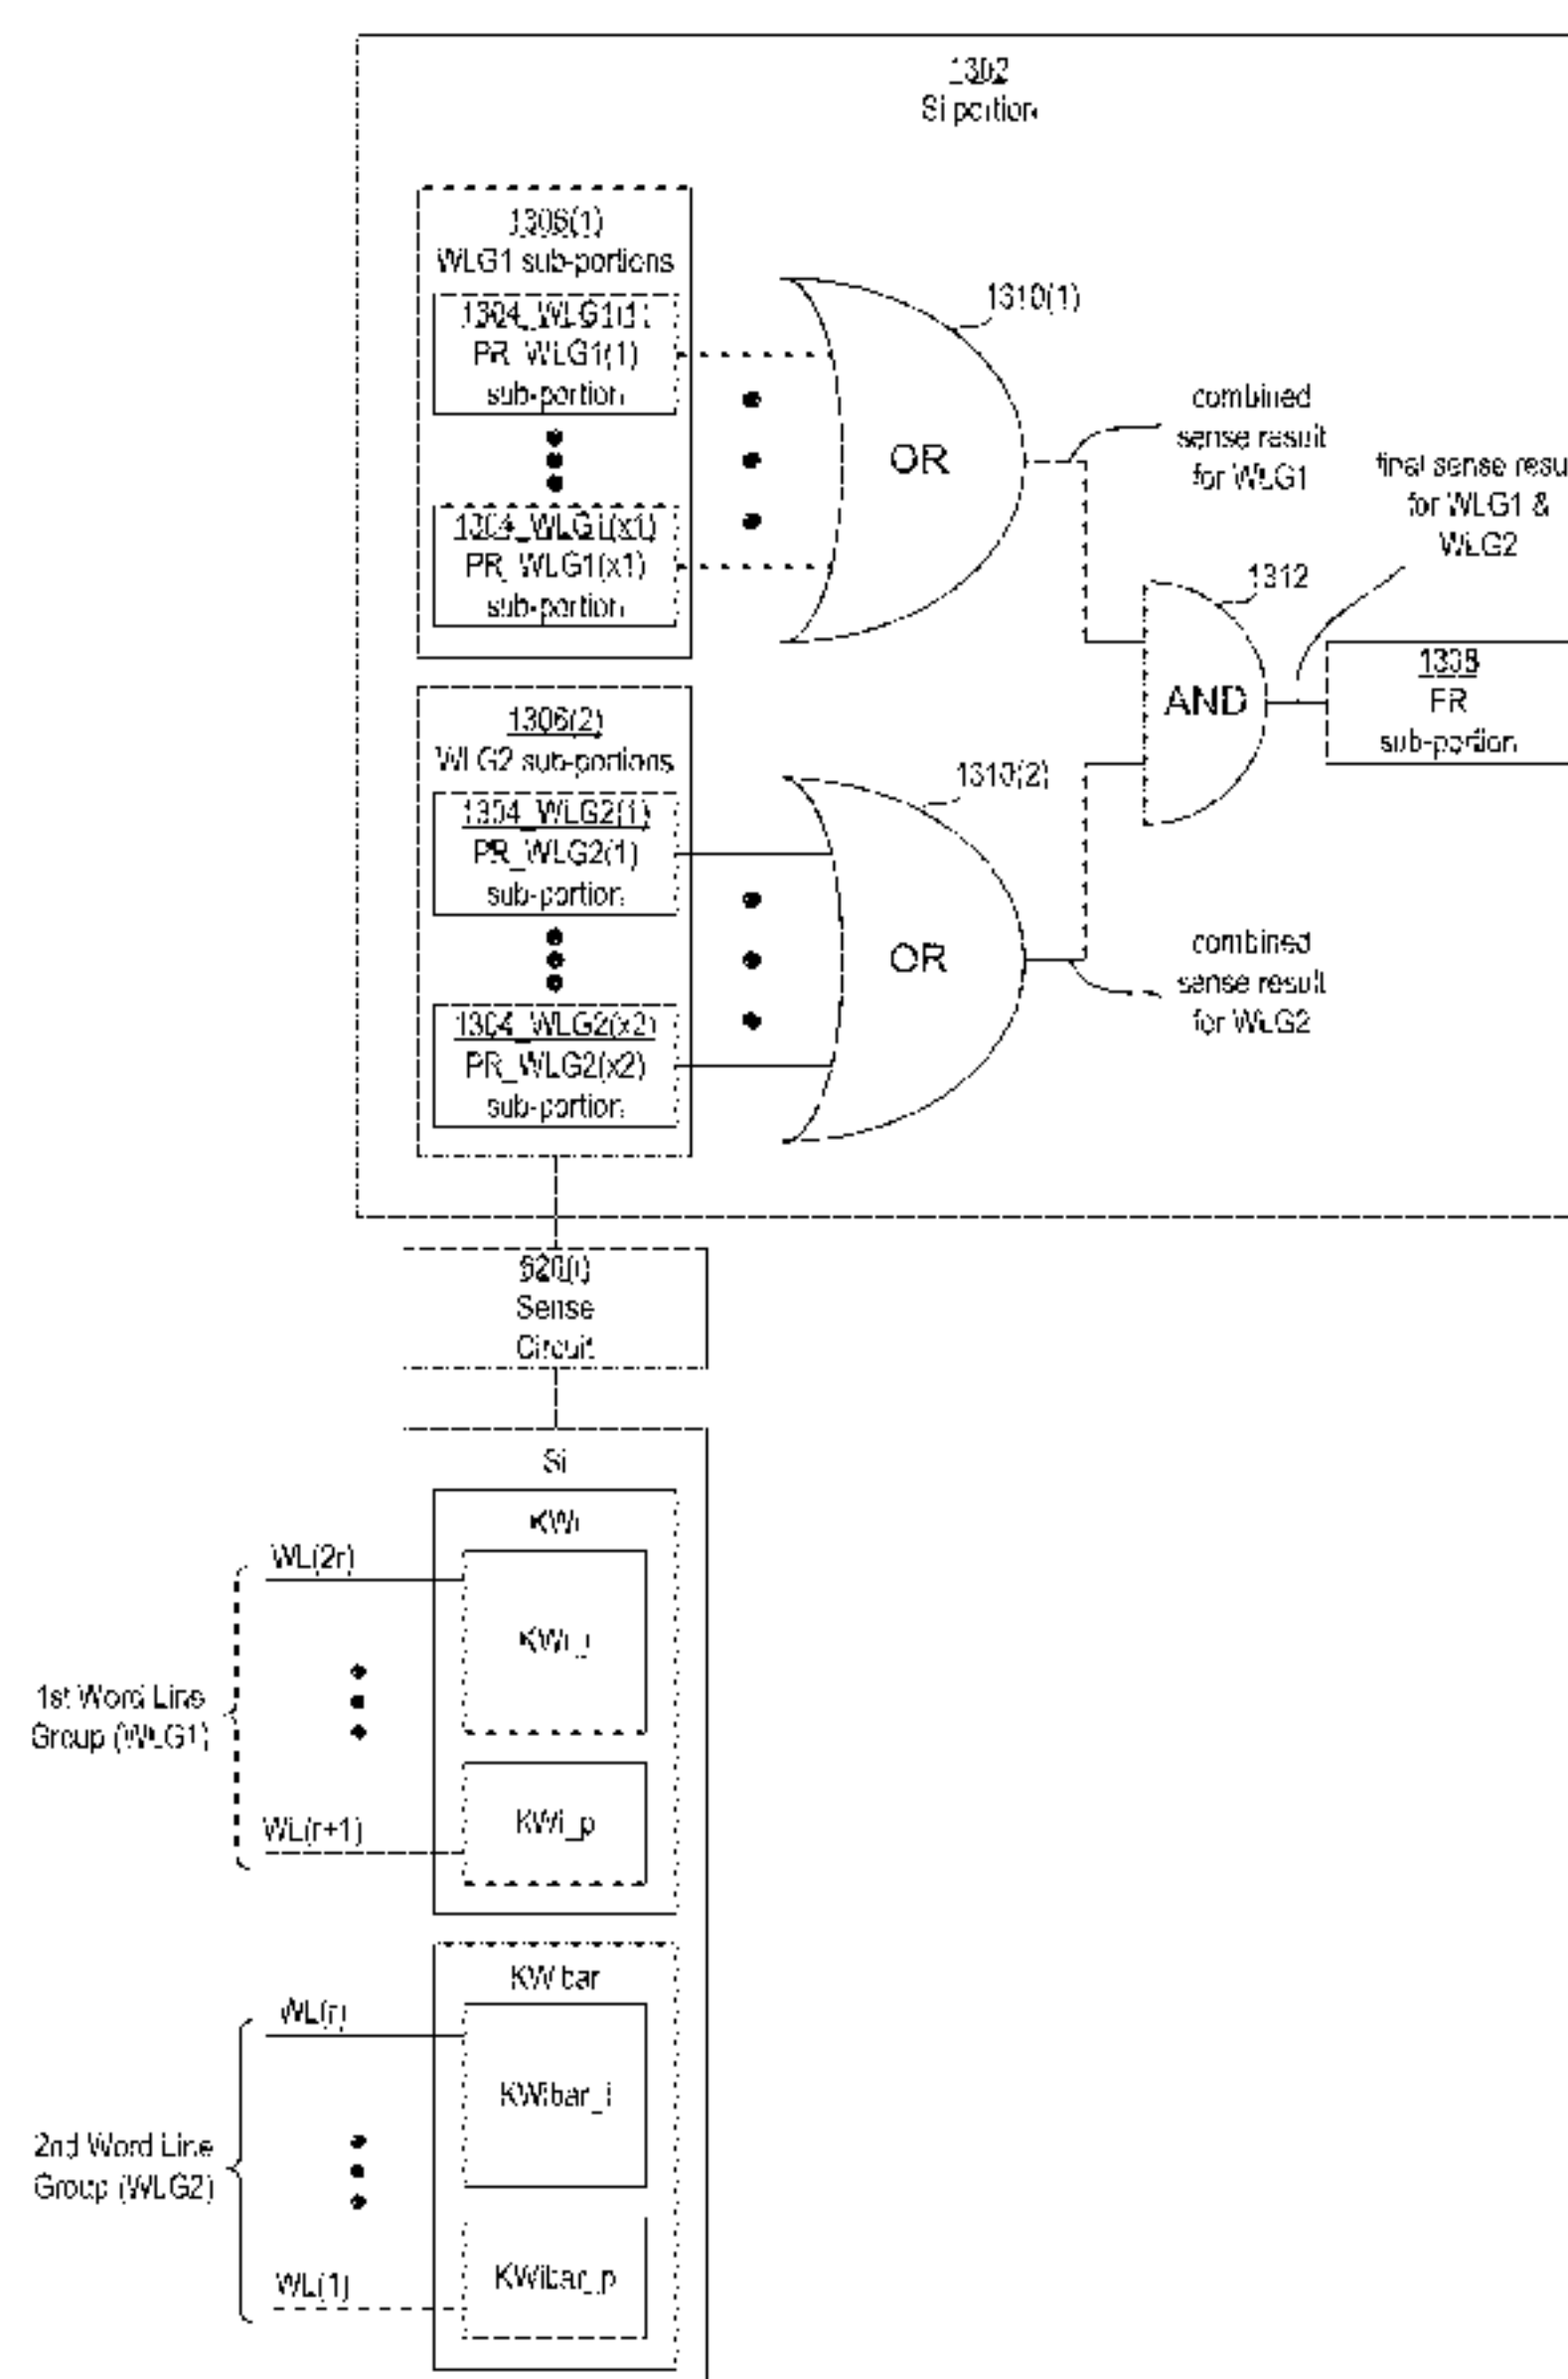 1302
Si portion
1306(1)
WLG1 sub-portions
1304_WLG1(1)
PR_WLG1(1)
sub-portion
1304_WLG1(x1)
PR_WLG1(x1)
sub-portion
OR
1310(1)
combined
sense result
for WLG1
final sense resu
for WLG1 &
WLG2
1312
AND
1308
FR
sub-portion
1306(2)
WLG2 sub-portions
1304_WLG2(1)
PR_WLG2(1)
sub-portion
1304_WLG2(x2)
PR_WLG2(x2)
sub-portion
OR
1310(2)
combined
sense result
for WLG2
620(i)
Sense
Circuit
Si
KWi
WL(2r)
KWi_i
1st Word Line
Group (WLG1)
WL(r+1)
KWi_p
KWibar
WL(r)
KWibar_i
2nd Word Line
Group (WLG2)
WL(1)
KWibar_p